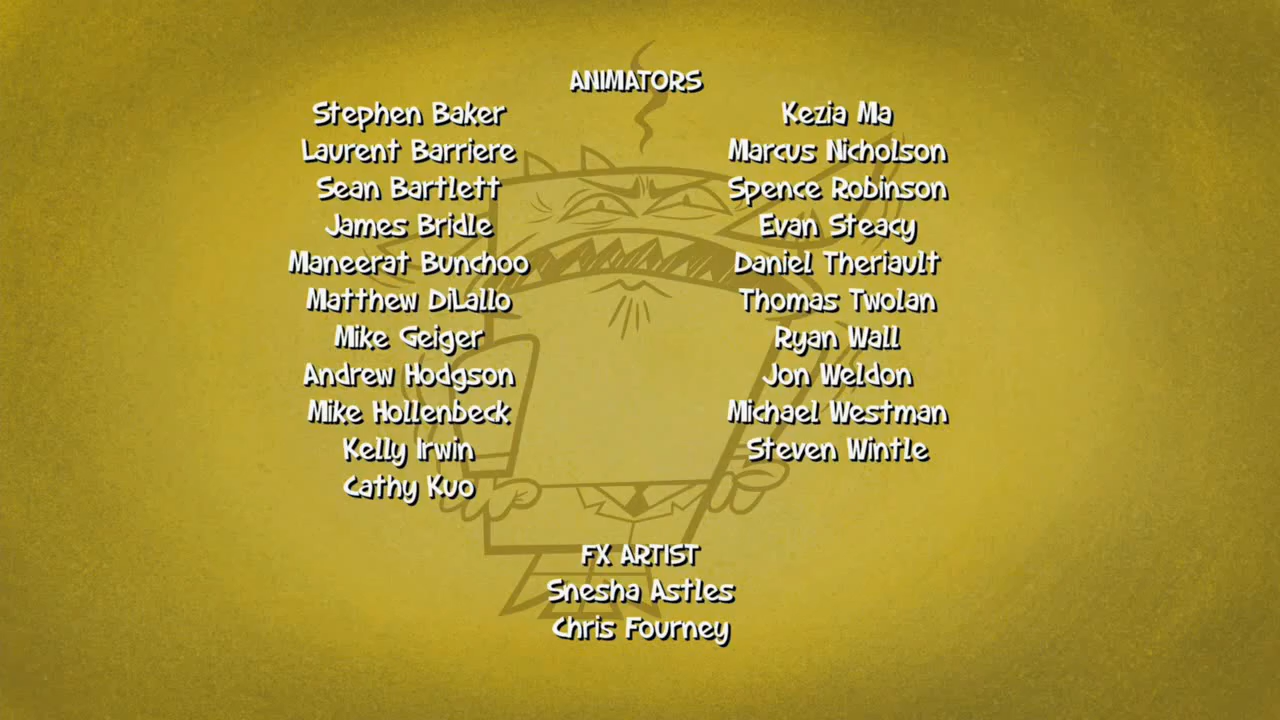 ANIMATORS
Stephen Baker
Laurent Barriere
Sean Bartlett
James Bridle
Maneerat Bunchoo
Matthew DiLallo
Mike Geiger
Andrew Hodgson
Mike Hollenbeck
Kelly Irwin
Cathy Kuo
Kezia Ma
Marcus Nicholson
Spence Robinson
Evan Steacy
Daniel Theriault
Thomas Twolan
Ryan Wall
Jon Weldon
Michael Westman
Steven Wintle
FX ARTIST
Snesha Astles
Chris Fourney